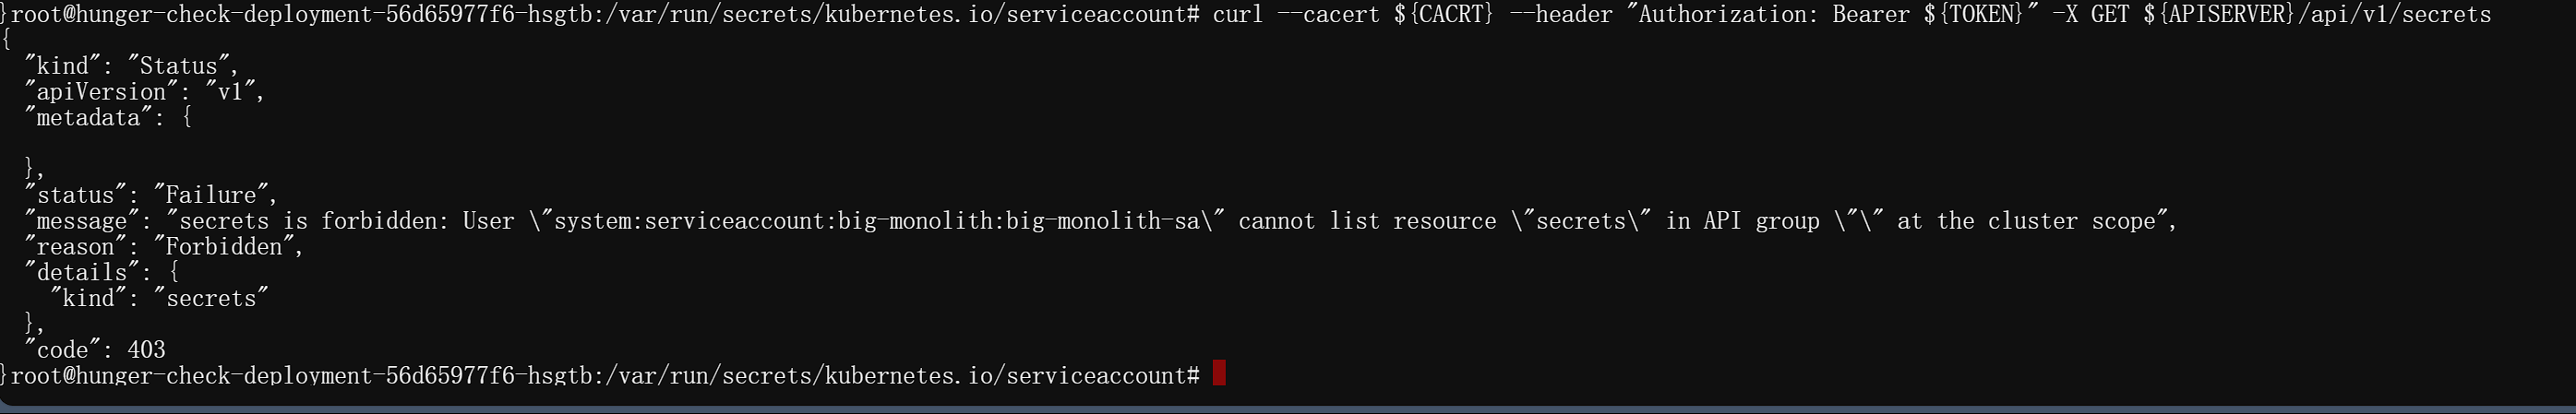 }root@hunger-check-deployment-56d65977f6-hsgtb:/var/run/secrets/kubernetes.io/serviceaccount# curl --cacert ${CACRT} --header "Authorization: Bearer ${TOKEN}" -X GET ${APISERVER}/api/v1/secrets
{
  "kind": "Status",
  "apiVersion": "v1",
  "metadata": {
  },
  "status": "Failure",
  "message": "secrets is forbidden: User \"system:serviceaccount:big-monolith:big-monolith-sa\" cannot list resource \"secrets\" in API group \"\" at the cluster scope",
  "reason": "Forbidden",
  "details": {
    "kind": "secrets"
  },
  "code": 403
}root@hunger-check-deployment-56d65977f6-hsgtb:/var/run/secrets/kubernetes.io/serviceaccount#